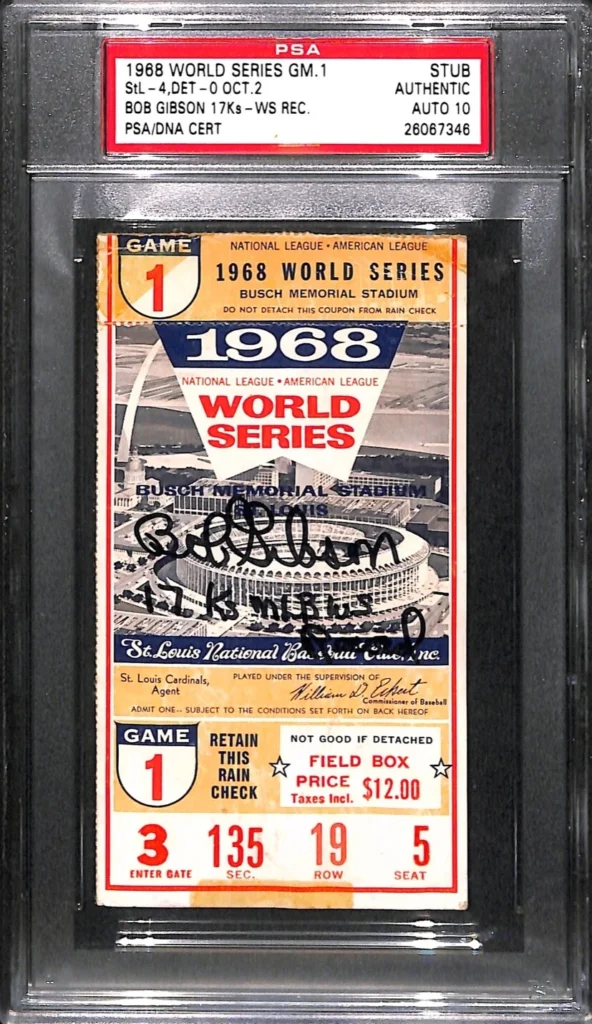 PSA
1968 WORLD SERIES GM.1 STUB
StL-4,DET-0 OCT.2 AUTHENTIC
BOB GIBSON 17Ks-WS REC. AUTO 10
PSA/DNA CERT 26067346
GAME
1
NATIONAL LEAGUE • AMERICAN LEAGUE
1968 WORLD SERIES
BUSCH MEMORIAL STADIUM
DO NOT DETACH THIS COUPON FROM RAIN CHECK
1968
NATIONAL LEAGUE • AMERICAN LEAGUE
WORLD
SERIES
BUSCH MEMORIAL STADIUM
ST. LOUIS
Bob Gibson
17 Ks
St. Louis National Baseball Club, Inc.
St. Louis Cardinals,
Agent
PLAYED UNDER THE SUPERVISION OF
William D. Eckert
Commissioner of Baseball
ADMIT ONE-- SUBJECT TO THE CONDITIONS SET FORTH ON BACK HEREOF
GAME
1
RETAIN
THIS
RAIN
CHECK
NOT GOOD IF DETACHED
FIELD BOX
PRICE $12.00
Taxes Incl.
3 135 19 5
ENTER GATE SEC. ROW SEAT